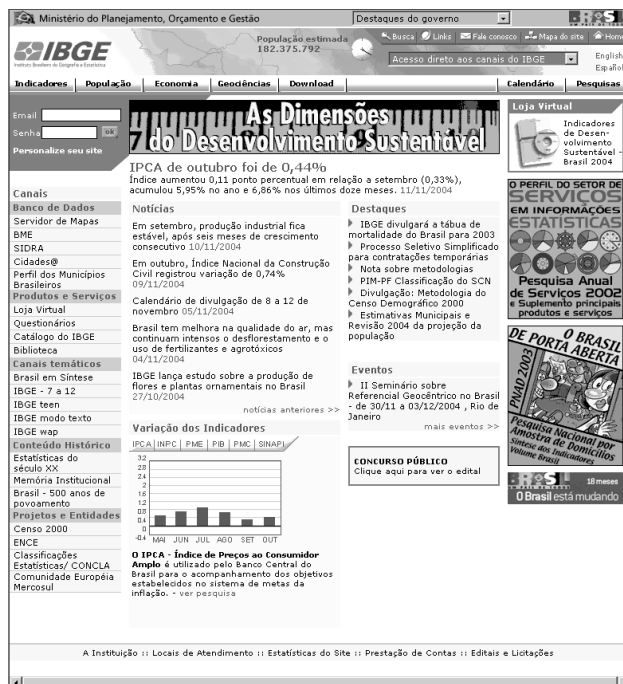 Ministério do Planejamento, Orçamento e Gestão
Destaques do governo
População estimada
182.375.792
Busca
Links
Fale conosco
Mapa do site
Home
IBGE
Instituto Brasileiro de Geografia e Estatística
Acesso direto aos canais do IBGE
English
Español
Indicadores
População
Economia
Geociências
Download
Calendário
Pesquisas
Email
Senha
ok
Personalize seu site
As Dimensões
do Desenvolvimento Sustentável
IPCA de outubro foi de 0,44%
Índice aumentou 0,11 ponto percentual em relação a setembro (0,33%),
acumulou 5,95% no ano e 6,86% nos últimos doze meses. 11/11/2004
Canais
Banco de Dados
Servidor de Mapas
BME
SIDRA
Cidades@
Perfil dos Municípios
Brasileiros
Produtos e Serviços
Loja Virtual
Questionários
Catálogo do IBGE
Biblioteca
Canais temáticos
Brasil em Síntese
IBGE - 7 a 12
IBGE teen
IBGE modo texto
IBGE wap
Conteúdo Histórico
Estatísticas do
século XX
Memória Institucional
Brasil - 500 anos de
povoamento
Projetos e Entidades
Censo 2000
ENCE
Classificações
Estatísticas/ CONCLA
Comunidade Européia
Mercosul
Notícias
Em setembro, produção industrial fica
estável, após seis meses de crescimento
consecutivo 10/11/2004
Em outubro, Índice Nacional da Construção
Civil registrou variação de 0,74%
09/11/2004
Calendário de divulgação de 8 a 12 de
novembro 05/11/2004
Brasil tem melhora na qualidade do ar, mas
continuam intensos o desflorestamento e o
uso de fertilizantes e agrotóxicos
04/11/2004
IBGE lança estudo sobre a produção de
flores e plantas ornamentais no Brasil
27/10/2004
notícias anteriores >>
Variação dos Indicadores
IPCA | INPC | PME | PIB | PMC | SINAPI
3.2
2.8
2.4
2
1.6
1.2
0.8
0.4
0
-0.4
MAI JUN JUL AGO SET OUT
O IPCA - Índice de Preços ao Consumidor
Amplo é utilizado pelo Banco Central do
Brasil para o acompanhamento dos objetivos
estabelecidos no sistema de metas da
inflação. - ver pesquisa
Destaques
IBGE divulgará a tábua de
mortalidade do Brasil para 2003
Processo Seletivo Simplificado
para contratações temporárias
Nota sobre metodologias
PIM-PF Classificação do SCN
Divulgação: Metodologia do
Censo Demográfico 2000
Estimativas Municipais e
Revisão 2004 da projeção da
população
Eventos
II Seminário sobre
Referencial Geocêntrico no Brasil
- de 30/11 a 03/12/2004 , Rio de
Janeiro
mais eventos >>
CONCURSO PÚBLICO
Clique aqui para ver o edital
Loja Virtual
Indicadores
de Desen-
volvimento
Sustentável -
Brasil 2004
O PERFIL DO SETOR DE
SERVIÇOS
EM INFORMAÇÕES
ESTATÍSTICAS
Pesquisa Anual
de Serviços 2002
e Suplemento principais
produtos e serviços
O BRASIL
DE PORTA ABERTA
PNAD 2003
Pesquisa Nacional por
Amostra de Domicílios
Síntese dos Indicadores
Volume Brasil
18 meses
O Brasil está mudando
A Instituição :: Locais de Atendimento :: Estatísticas do Site :: Prestação de Contas :: Editais e Licitações